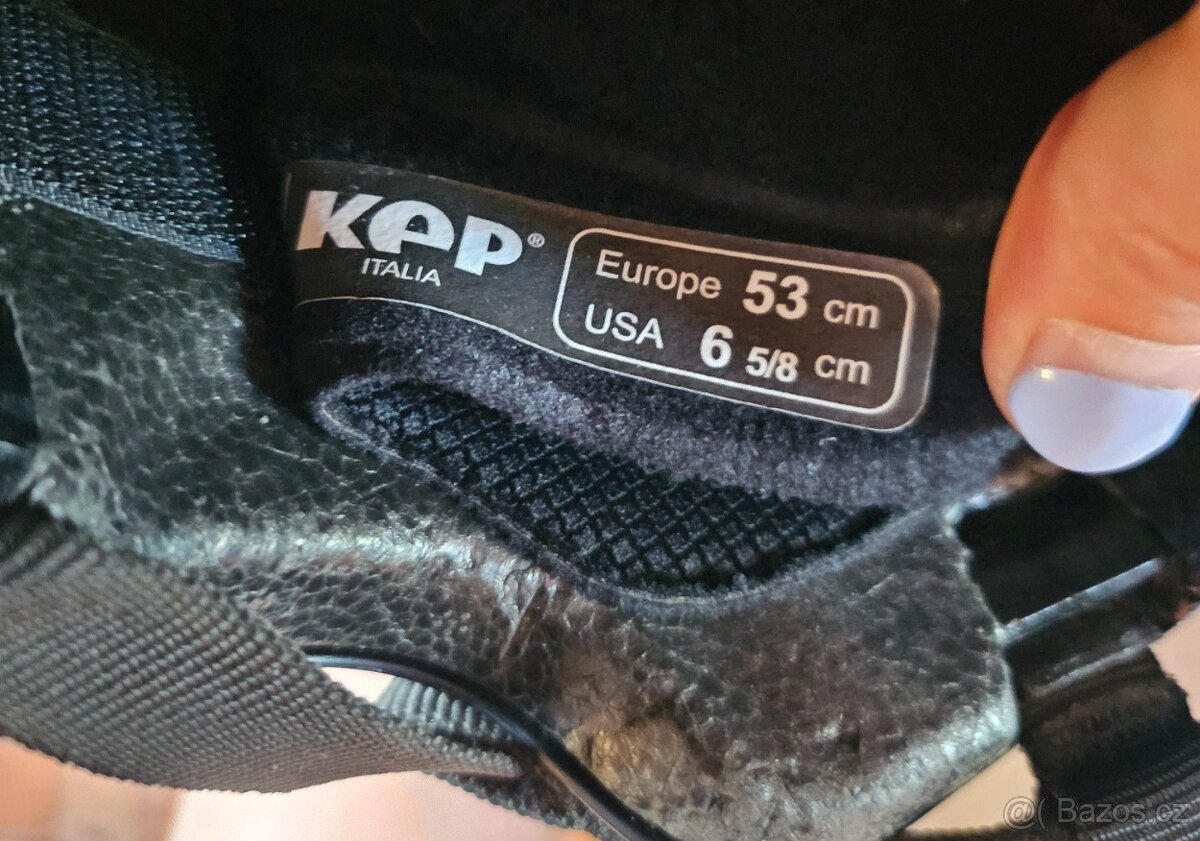 KeP®
ITALIA
Europe 53 cm
USA 6 5/8 cm
@( Bazos.cz